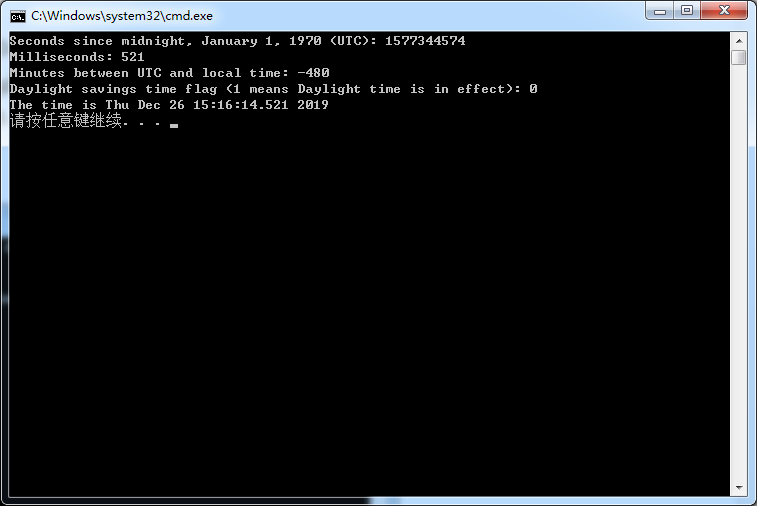 C:\Windows\system32\cmd.exe
Seconds since midnight, January 1, 1970 (UTC): 1577344574
Milliseconds: 521
Minutes between UTC and local time: -480
Daylight savings time flag (1 means Daylight time is in effect): 0
The time is Thu Dec 26 15:16:14.521 2019
请按任意键继续. . .